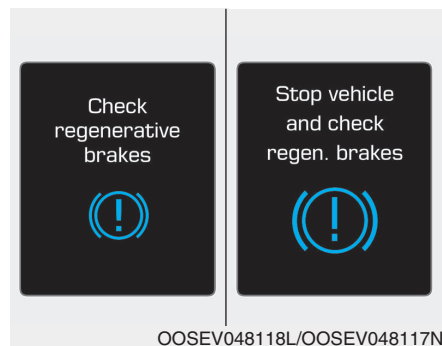 Check
regenerative
brakes
Stop vehicle
and check
regen. brakes
OOSEV048118L/OOSEV048117N